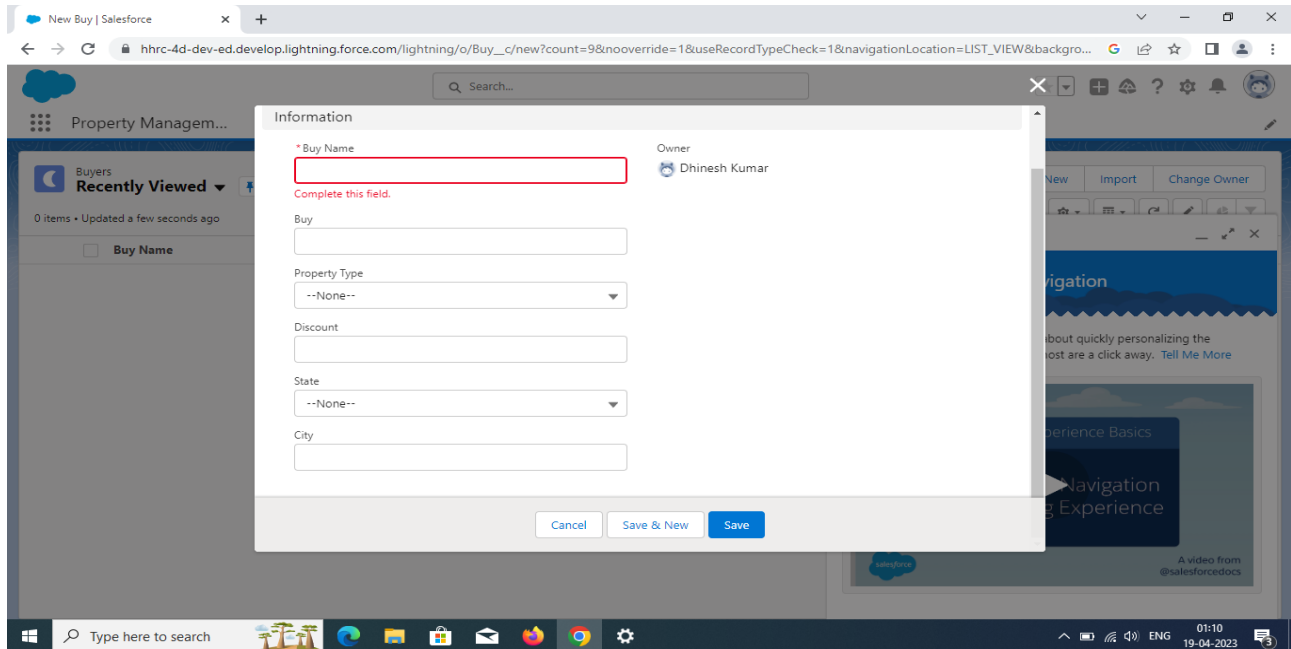 New Buy | Salesforce
hhrc-4d-dev-ed.develop.lightning.force.com/lightning/o/Buy__c/new?count=9&nooverride=1&useRecordTypeCheck=1&navigationLocation=LIST_VIEW&backgro...
Search...
Property Managem...
Information
*Buy Name
Owner
Dhinesh Kumar
Complete this field.
Buy
Property Type
--None--
Discount
State
--None--
City
Cancel
Save & New
Save
Buyers
Recently Viewed
0 items • Updated a few seconds ago
Buy Name
New
Import
Change Owner
vigation
about quickly personalizing the
ost are a click away. Tell Me More
perience Basics
Navigation
g Experience
salesforce
A video from
@salesforcedocs
Type here to search
ENG
01:10
19-04-2023
3